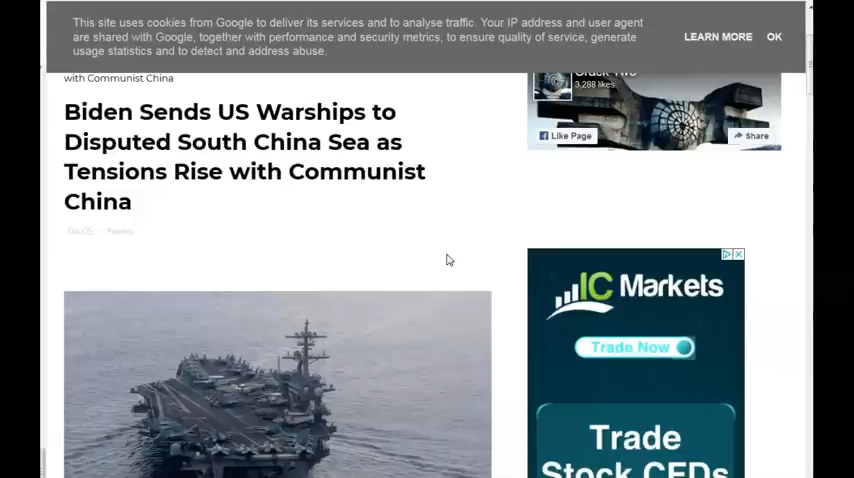 This site uses cookies from Google to deliver its services and to analyse traffic. Your IP address and user agent
are shared with Google, together with performance and security metrics, to ensure quality of service, generate
usage statistics and to detect and address abuse.
LEARN MORE OK
with Communist China
Biden Sends US Warships to
Disputed South China Sea as
Tensions Rise with Communist
China
04:05 - News
3,288 likes
Like Page
Share
IC Markets
Trade Now
Trade
Stock CFDs